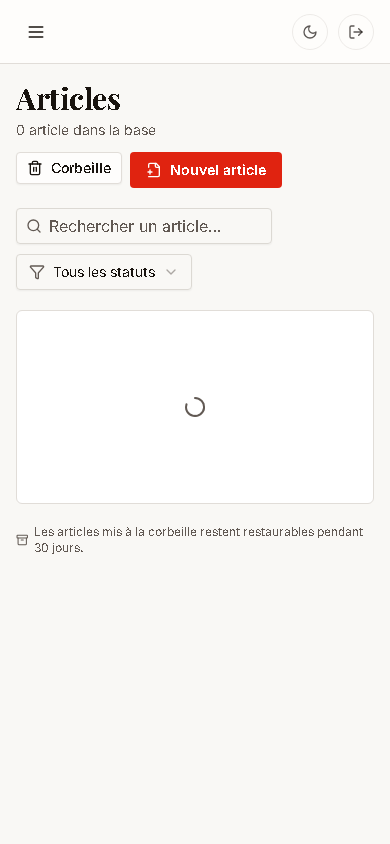 Articles
0 article dans la base
Corbeille
Nouvel article
Rechercher un article...
Tous les statuts
Les articles mis à la corbeille restent restaurables pendant
30 jours.